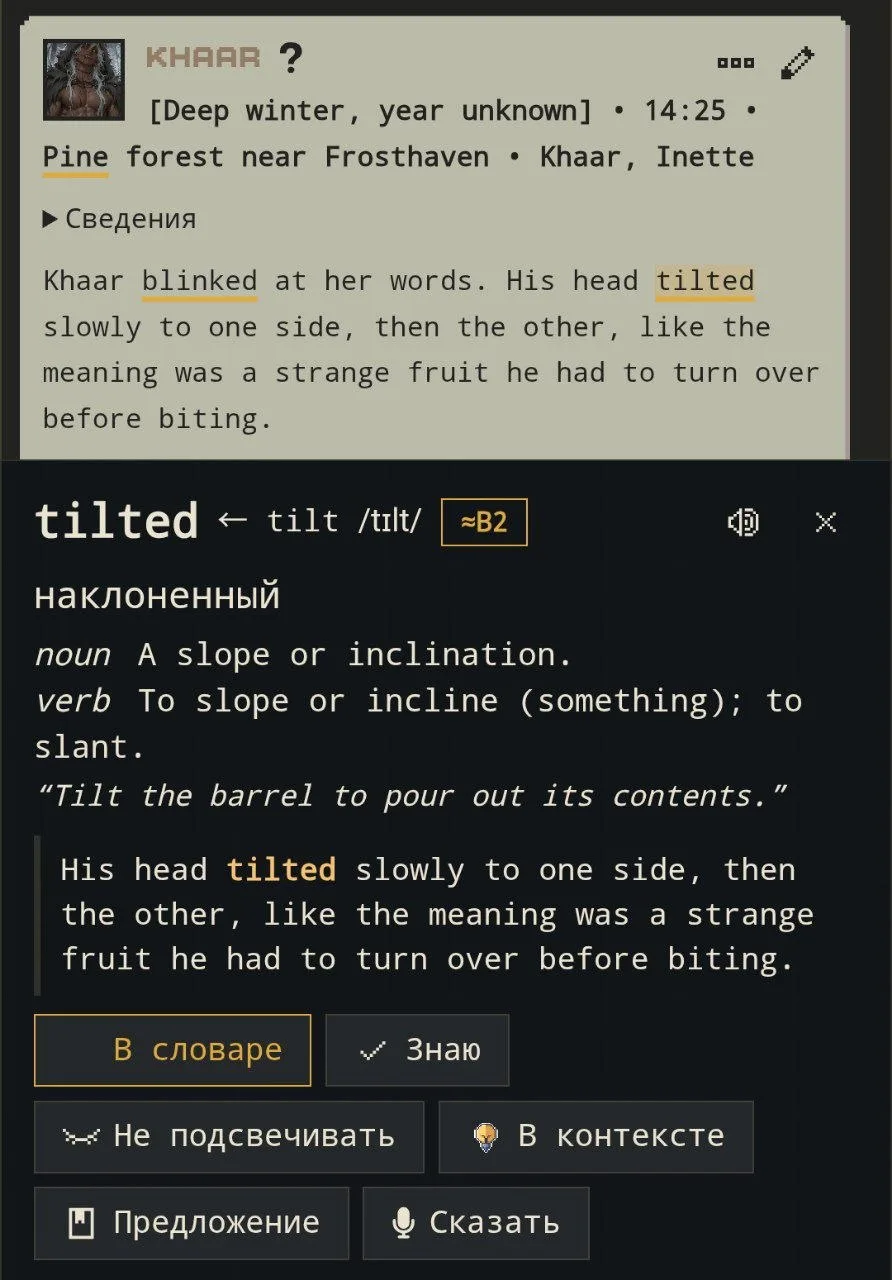 KHAAR ?
[Deep winter, year unknown] • 14:25 •
Pine forest near Frosthaven • Khaar, Inette
Сведения
Khaar blinked at her words. His head tilted
slowly to one side, then the other, like the
meaning was a strange fruit he had to turn over
before biting.
tilted ← tilt /tɪlt/ ≈B2
наклоненный
noun A slope or inclination.
verb To slope or incline (something); to
slant.
“Tilt the barrel to pour out its contents.”
His head tilted slowly to one side, then
the other, like the meaning was a strange
fruit he had to turn over before biting.
В словаре Знаю
Не подсвечивать В контексте
Предложение Сказать